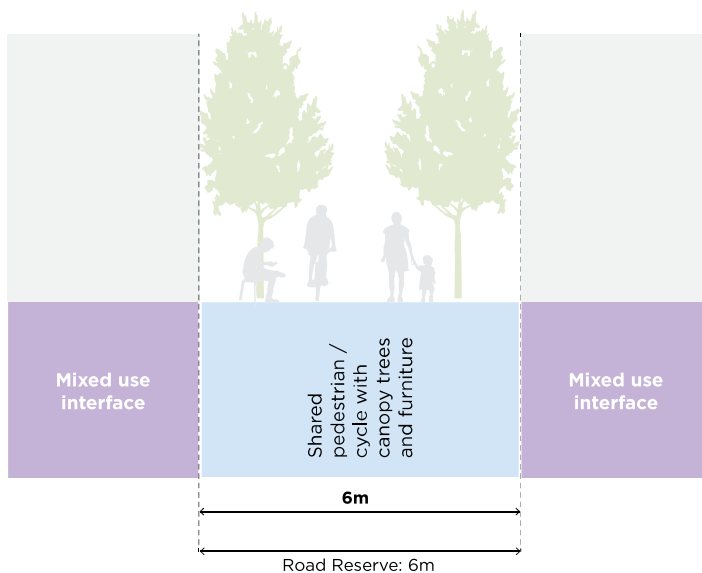 Mixed use
interface
Shared
pedestrian /
cycle with
canopy trees
and furniture
Mixed use
interface
6m
Road Reserve: 6m